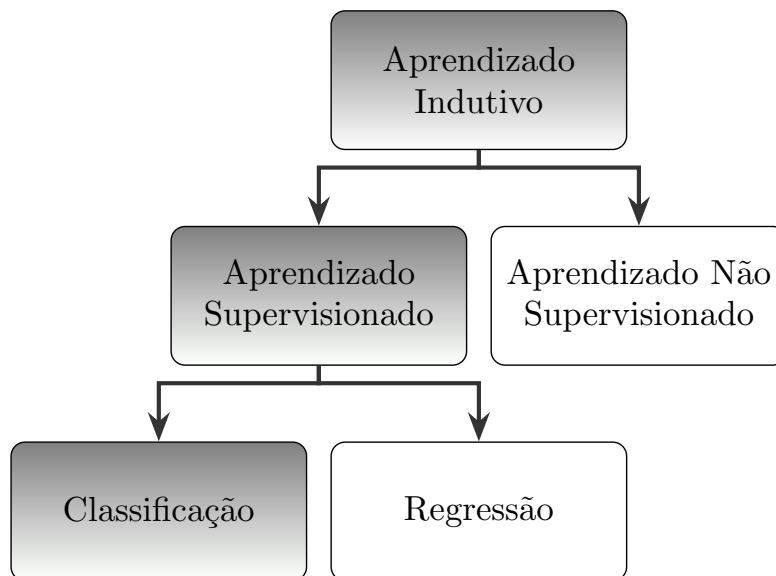 Aprendizado
Indutivo
Aprendizado
Supervisionado
Aprendizado Não
Supervisionado
Classificação
Regressão